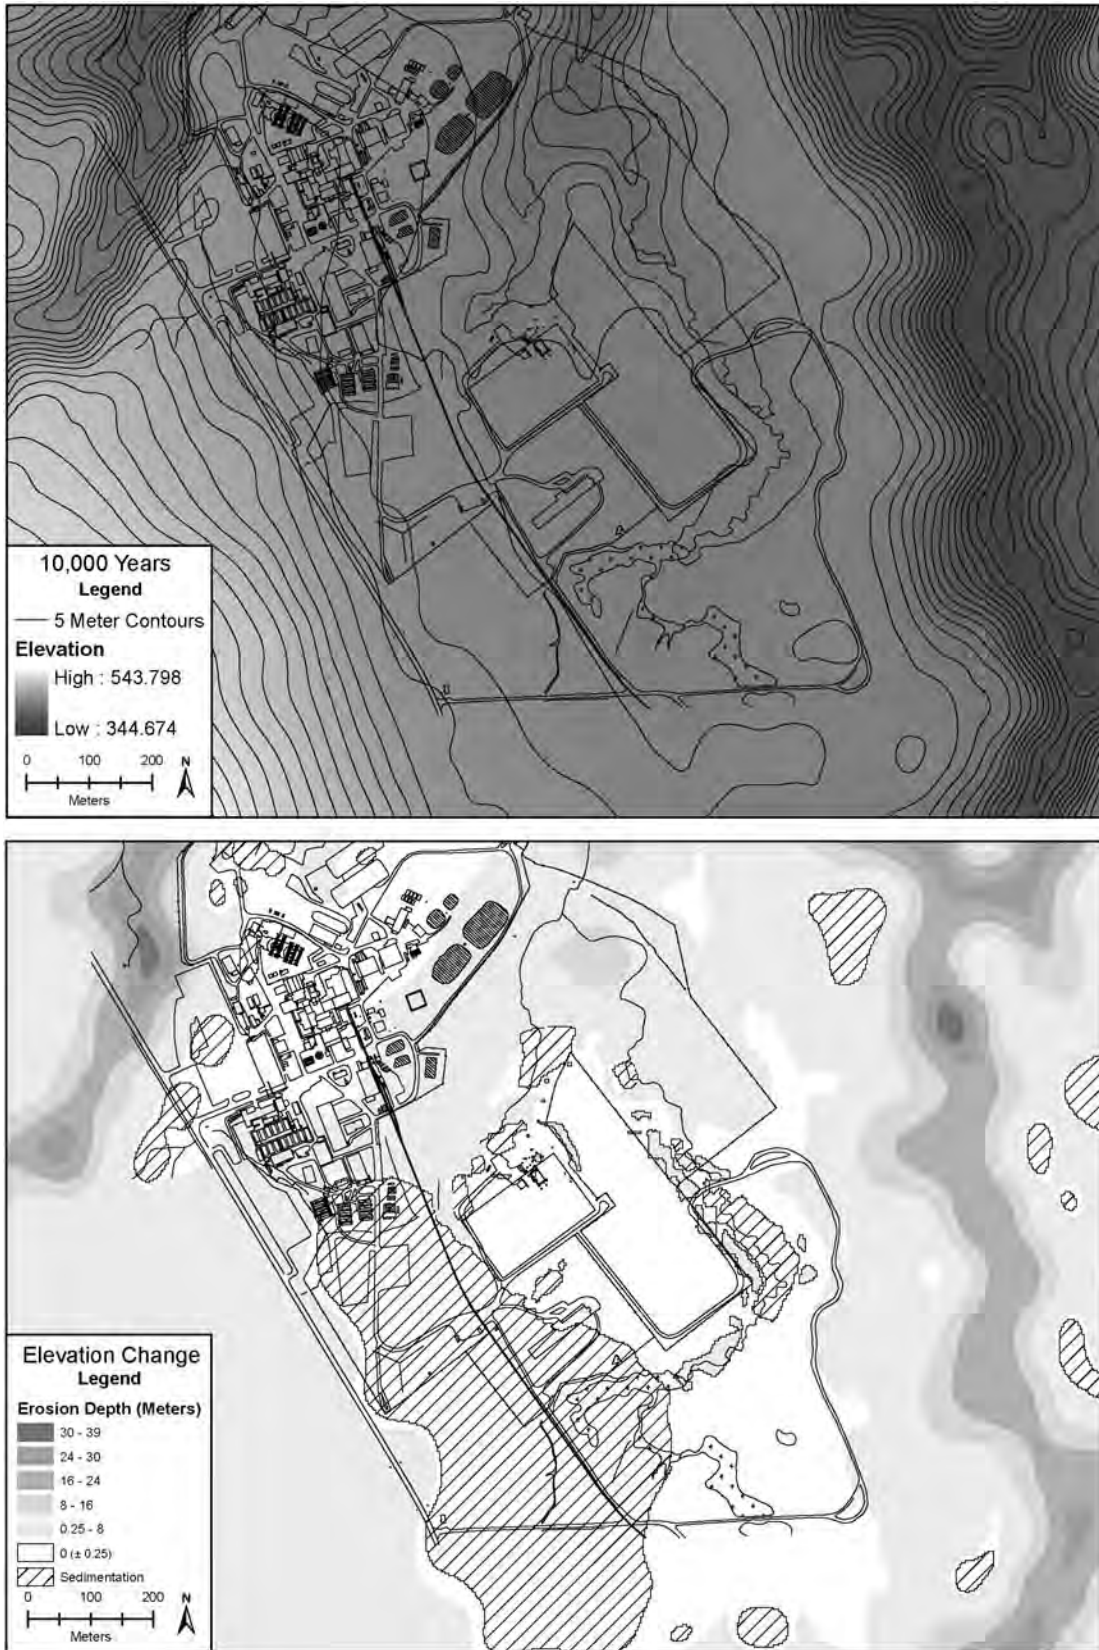 10,000 Years
Legend
5 Meter Contours
Elevation
High : 543.798
Low : 344.674
0 100 200
N
Meters
Elevation Change
Legend
Erosion Depth (Meters)
30 - 39
24 - 30
16 - 24
8 - 16
0.25 - 8
0 (± 0.25)
Sedimentation
0 100 200
N
Meters